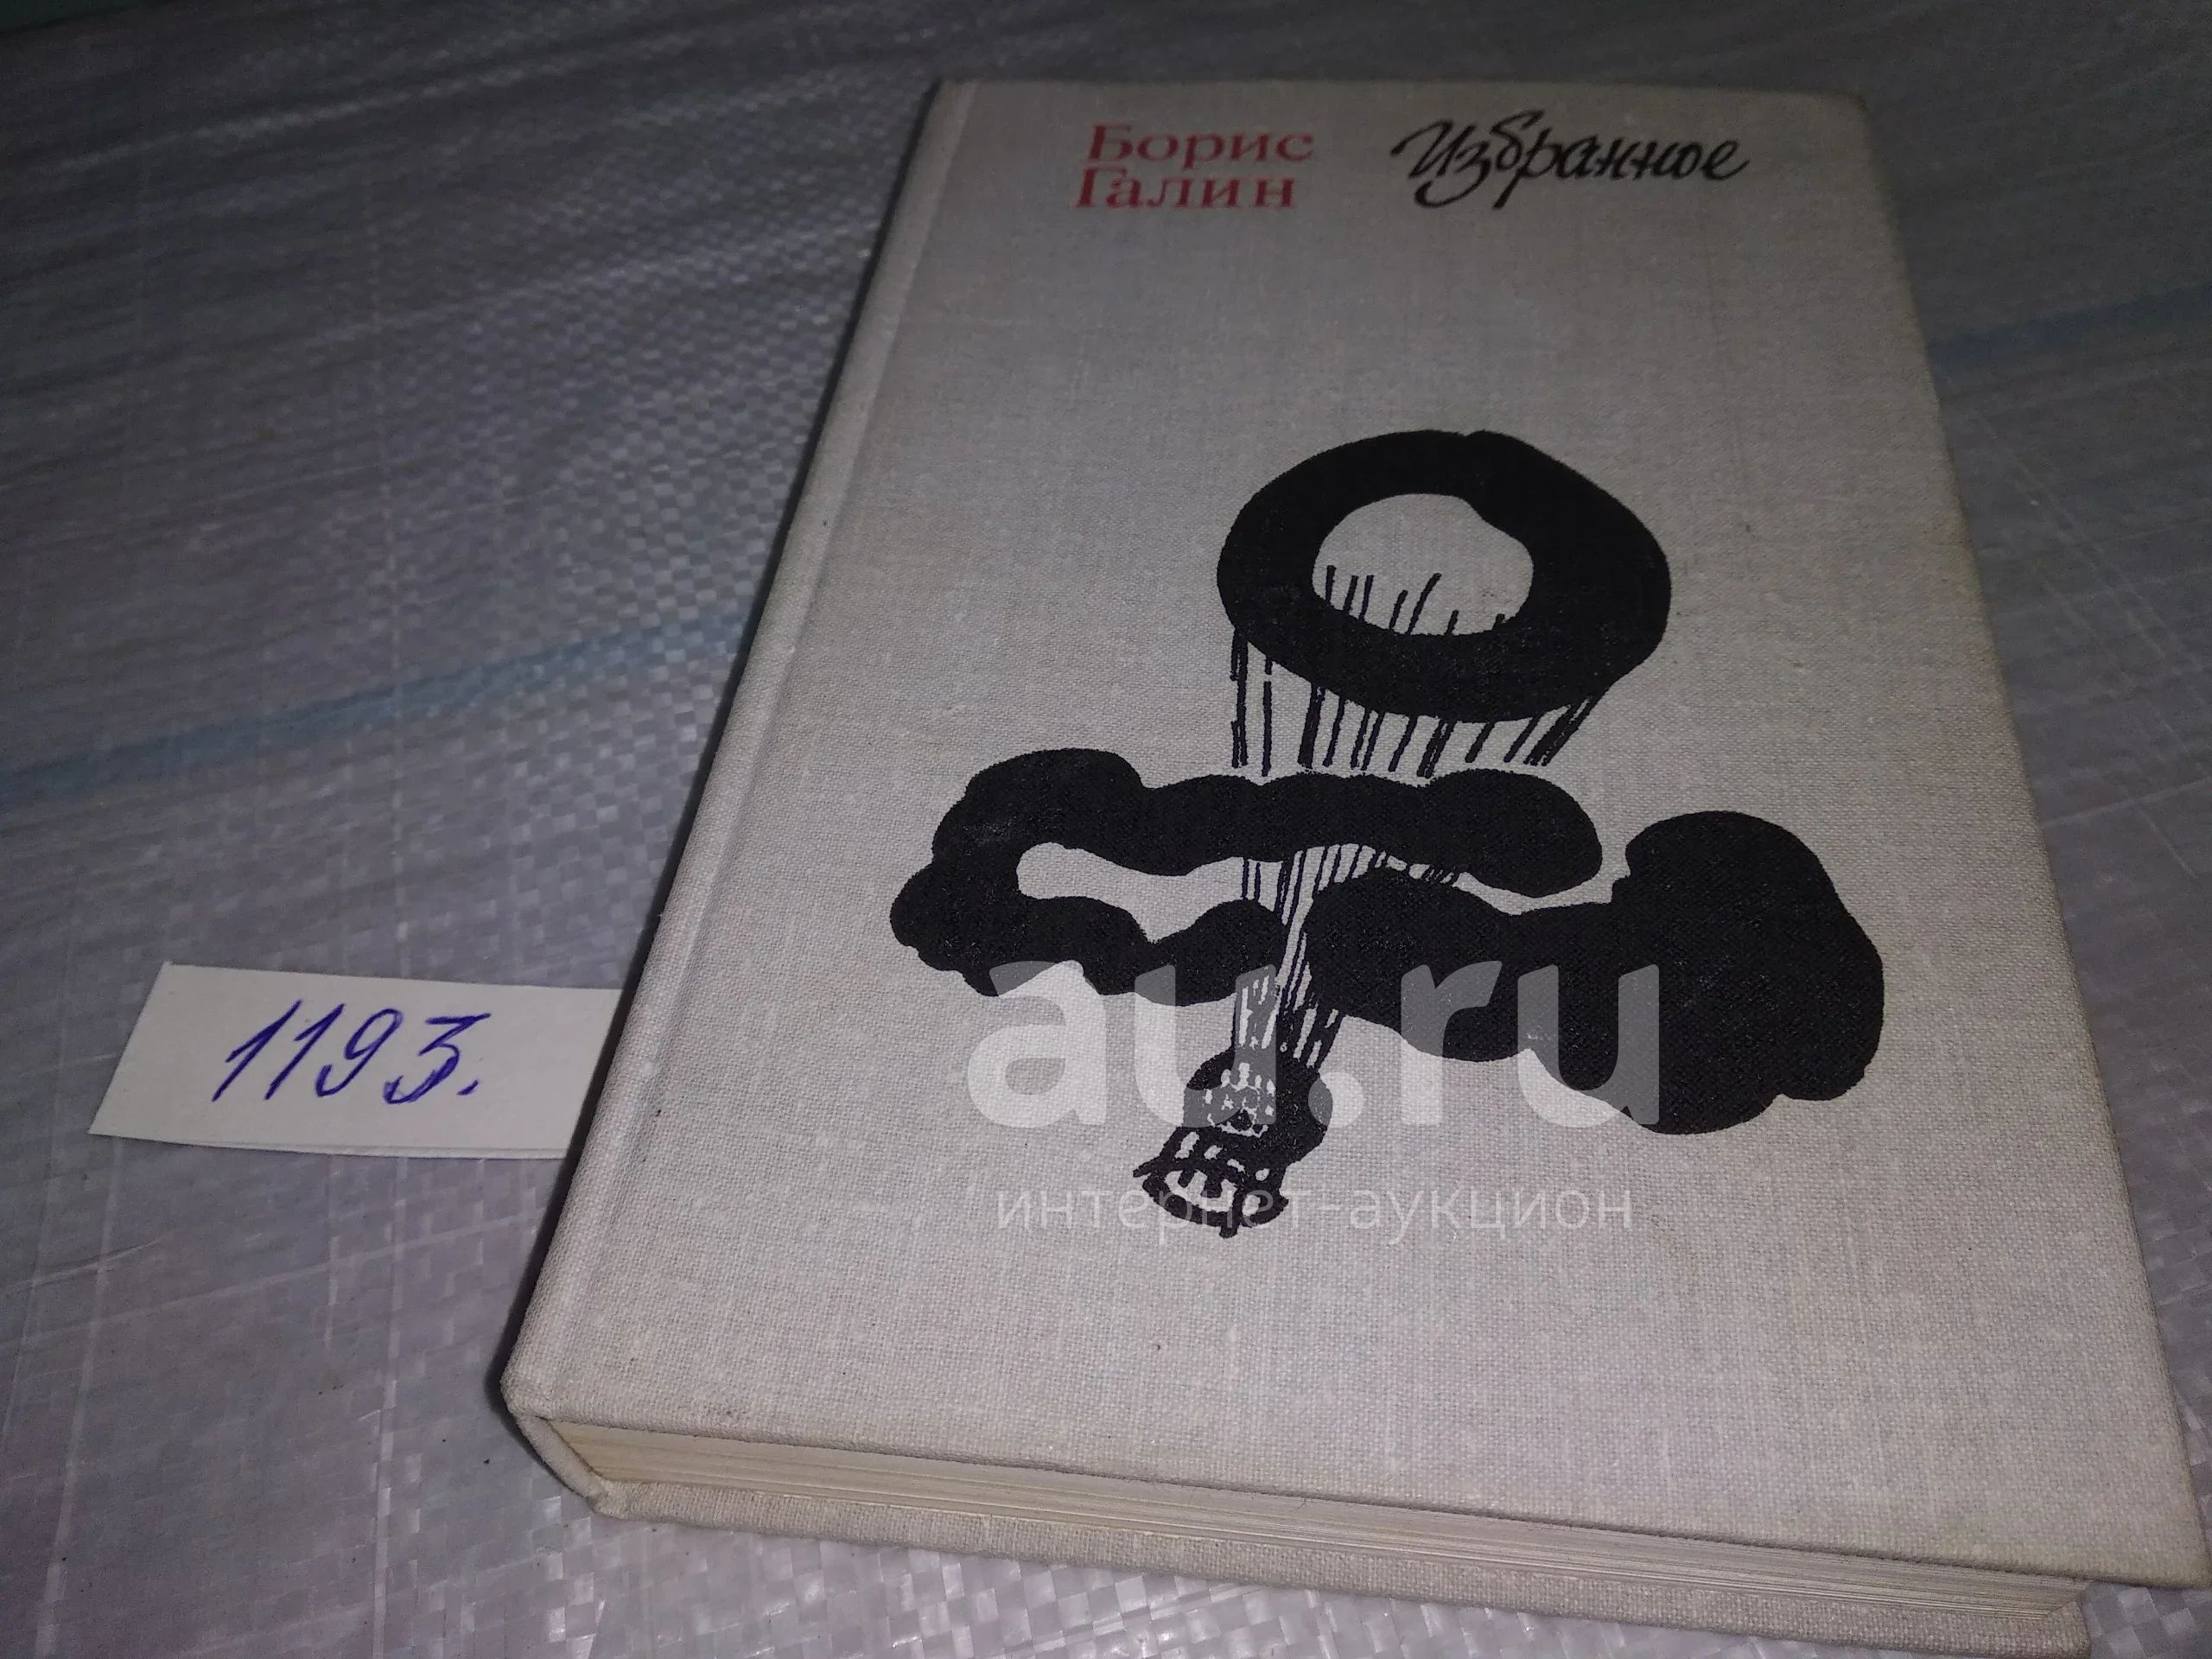 Борис
Галин
Избранное
1193.
au.ru
интернет-аукцион